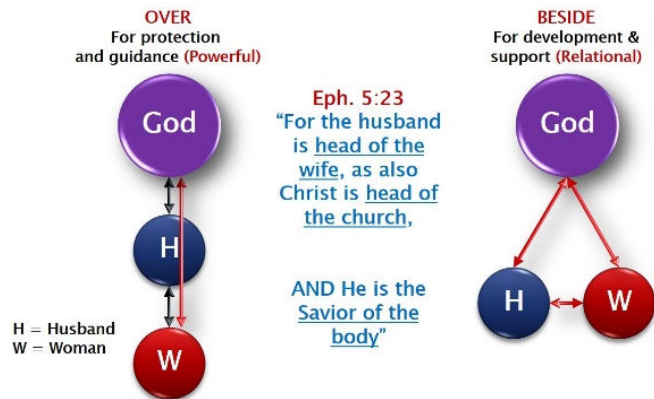 OVER
For protection
and guidance (Powerful)
God
H
W
H = Husband
W = Woman
Eph. 5:23
“For the husband
is head of the
wife, as also
Christ is head of
the church,
AND He is the
Savior of the
body”
BESIDE
For development &
support (Relational)
God
H
W